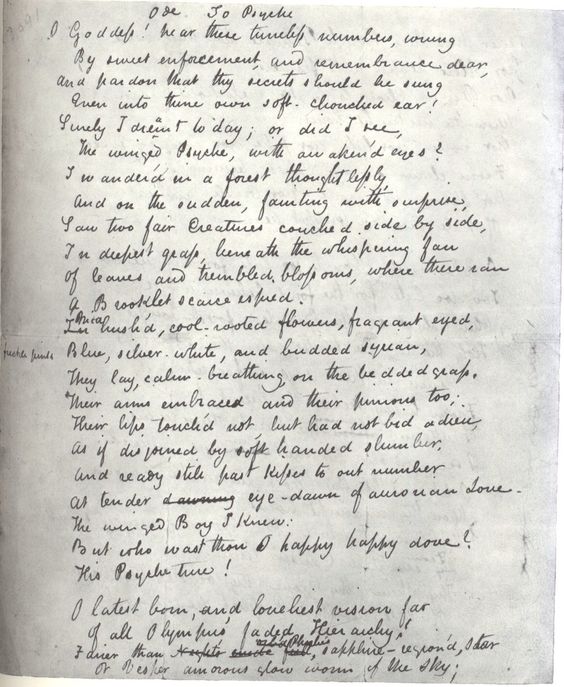 Ode. To Psyche
O Goddess! hear these tuneless numbers, wrung
By sweet enforcement, and remembrance dear,
And pardon that thy secrets should be sung
Even into thine own soft-chonched ear!
Surely I dreamt to day; or did I see,
The winged Psyche, with awakend eyes?
I wander'd in a forest thoughtlessly,
And on the sudden, fainting with surprise,
Saw two fair Creatures couched side by side,
In deepest grass, beneath the whispering fan
Of leaves and trembled blossoms, where there ran
A Brooklet scarce espied.
hush'd, cool-rooted flowers, fragrant eyed,
Blue, silver-white, and budded syrian,
They lay, calm-breathing on the bedded grass.
Their arms embraced and their pinions too;
Their lips touch'd not, but had not bid adieu,
As if disjoined by soft handed slumber,
And ready still past kisses to out number
At tender dawning eye-dawn of aurorian Love.
The winged Boy I knew:
But who wast thou O happy happy dove?
His Psyche true!
O latest born, and loveliest vision far
Of all Olympus faded Hierarchy!
Fairer than Phoebe's sapphire-region'd star
Or Vesper amorous glow worm of the sky;